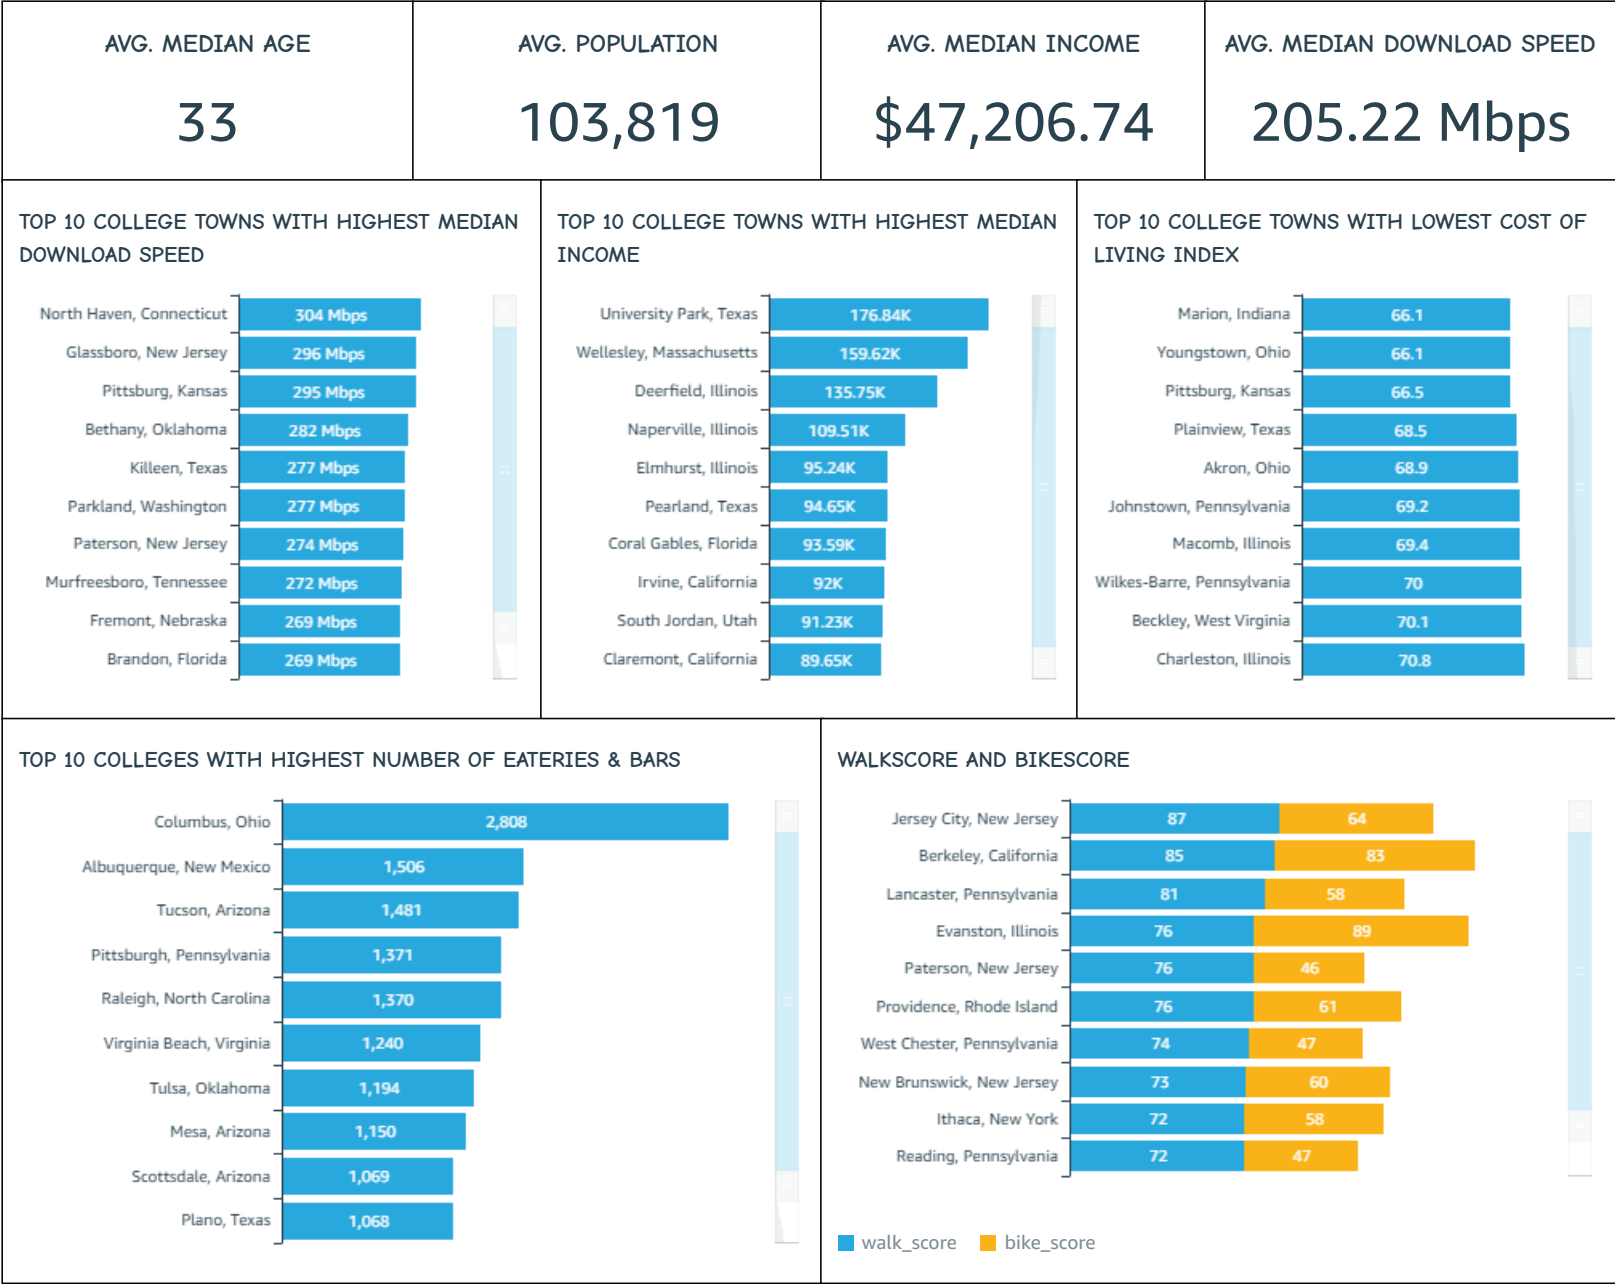 AVG. MEDIAN AGE
33
AVG. POPULATION
103,819
AVG. MEDIAN INCOME
$47,206.74
AVG. MEDIAN DOWNLOAD SPEED
205.22 Mbps
TOP 10 COLLEGE TOWNS WITH HIGHEST MEDIAN
DOWNLOAD SPEED
North Haven, Connecticut 304 Mbps
Glassboro, New Jersey 296 Mbps
Pittsburg, Kansas 295 Mbps
Bethany, Oklahoma 282 Mbps
Killeen, Texas 277 Mbps
Parkland, Washington 277 Mbps
Paterson, New Jersey 274 Mbps
Murfreesboro, Tennessee 272 Mbps
Fremont, Nebraska 269 Mbps
Brandon, Florida 269 Mbps
TOP 10 COLLEGE TOWNS WITH HIGHEST MEDIAN
INCOME
University Park, Texas 176.84K
Wellesley, Massachusetts 159.62K
Deerfield, Illinois 135.75K
Naperville, Illinois 109.51K
Elmhurst, Illinois 95.24K
Pearland, Texas 94.65K
Coral Gables, Florida 93.59K
Irvine, California 92K
South Jordan, Utah 91.23K
Claremont, California 89.65K
TOP 10 COLLEGE TOWNS WITH LOWEST COST OF
LIVING INDEX
Marion, Indiana 66.1
Youngstown, Ohio 66.1
Pittsburg, Kansas 66.5
Plainview, Texas 68.5
Akron, Ohio 68.9
Johnstown, Pennsylvania 69.2
Macomb, Illinois 69.4
Wilkes-Barre, Pennsylvania 70
Beckley, West Virginia 70.1
Charleston, Illinois 70.8
TOP 10 COLLEGES WITH HIGHEST NUMBER OF EATERIES & BARS
Columbus, Ohio 2,808
Albuquerque, New Mexico 1,506
Tucson, Arizona 1,481
Pittsburgh, Pennsylvania 1,371
Raleigh, North Carolina 1,370
Virginia Beach, Virginia 1,240
Tulsa, Oklahoma 1,194
Mesa, Arizona 1,150
Scottsdale, Arizona 1,069
Plano, Texas 1,068
WALKSCORE AND BIKESCORE
Jersey City, New Jersey 87 64
Berkeley, California 85 83
Lancaster, Pennsylvania 81 58
Evanston, Illinois 76 89
Paterson, New Jersey 76 46
Providence, Rhode Island 76 61
West Chester, Pennsylvania 74 47
New Brunswick, New Jersey 73 60
Ithaca, New York 72 58
Reading, Pennsylvania 72 47
walk_score bike_score